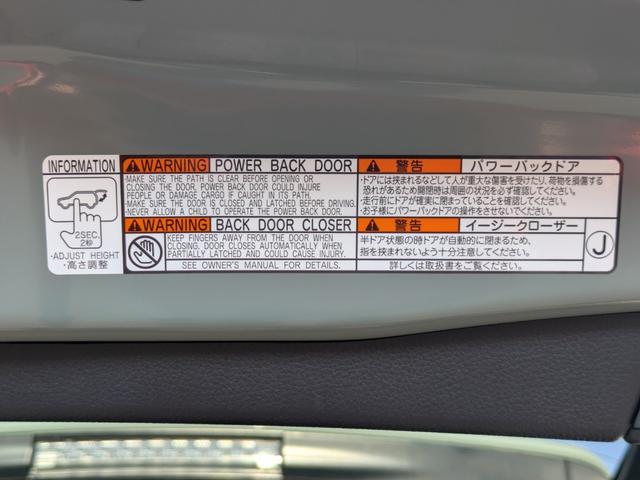 INFORMATION
2SEC.
2秒
・ADJUST HEIGHT
・高さ調整
WARNING POWER BACK DOOR
MAKE SURE THE PATH IS CLEAR BEFORE OPENING OR
CLOSING THE DOOR. POWER BACK DOOR COULD INJURE
PEOPLE OR DAMAGE CARGO IF CAUGHT IN ITS PATH.
・MAKE SURE THE DOOR IS CLOSED AND LATCHED BEFORE DRIVING.
・NEVER ALLOW A CHILD TO OPERATE THE POWER BACK DOOR.
WARNING BACK DOOR CLOSER
KEEP FINGERS AWAY FROM THE DOOR WHEN
CLOSING. DOOR CLOSES AUTOMATICALLY WHEN
PARTIALLY LATCHED AND COULD CAUSE INJURY.
SEE OWNER'S MANUAL FOR DETAILS.
警告 パワーバックドア
・ドアには挟まれるなどして人が重大な傷害を受けたり、荷物を損傷する
恐れがあるため開閉時は周囲の状況を必ず確認してください。
・走行前にドアが確実に閉まっていることを確認してください。
・お子様にパワーバックドアの操作をさせないでください。
警告 イージークローザー
半ドア状態の時ドアが自動的に閉まるため、
指を挟まれないよう十分注意してください。
詳しくは取扱書をご覧ください。
J